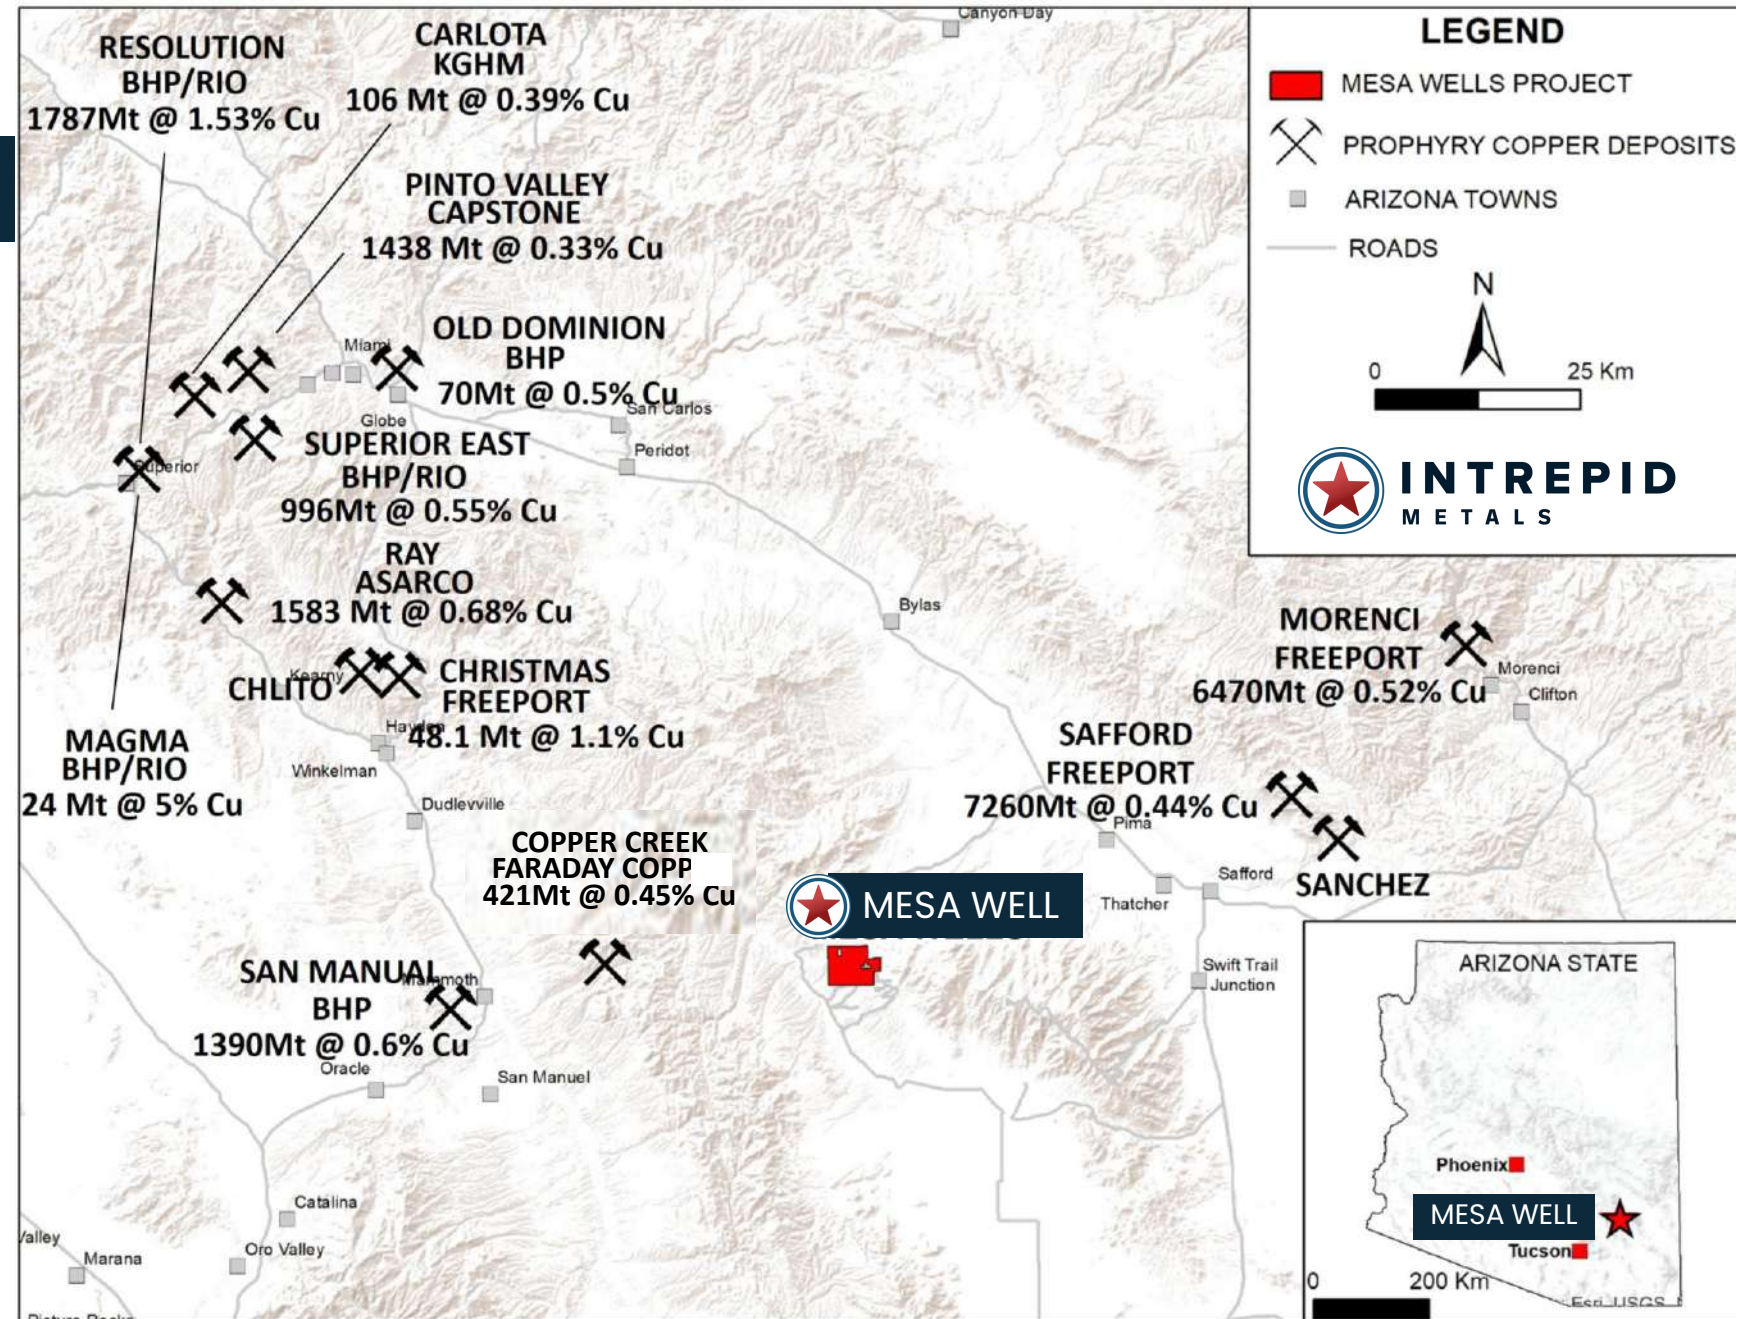 Canyon Day
RESOLUTION
BHP/RIO
1787Mt @ 1.53% Cu
CARLOTA
KGHM
106 Mt @ 0.39% Cu
PINTO VALLEY
CAPSTONE
1438 Mt @ 0.33% Cu
OLD DOMINION
BHP
70Mt @ 0.5% Cu
Miami
Globe
San Carlos
Peridot
Superior
SUPERIOR EAST
BHP/RIO
996Mt @ 0.55% Cu
RAY
ASARCO
1583 Mt @ 0.68% Cu
Bylas
Kearny
CHLITO
CHRISTMAS
FREEPORT
48.1 Mt @ 1.1% Cu
Hayden
Winkelman
MAGMA
BHP/RIO
24 Mt @ 5% Cu
Dudleyville
COPPER CREEK
FARADAY COPP
421Mt @ 0.45% Cu
MESA WELL
MORENCI
FREEPORT
6470Mt @ 0.52% Cu
Morenci
Clifton
SAFFORD
FREEPORT
7260Mt @ 0.44% Cu
Pima
Thatcher
Safford
SANCHEZ
Swift Trail
Junction
SAN MANUAL
BHP
1390Mt @ 0.6% Cu
Mammoth
Oracle
San Manuel
Catalina
Oro Valley
Valley
Marana
LEGEND
MESA WELLS PROJECT
PROPHYRY COPPER DEPOSITS
ARIZONA TOWNS
ROADS
N
0 25 Km
INTREPID
METALS
ARIZONA STATE
Phoenix
MESA WELL
Tucson
0 200 Km
Esri, USGS